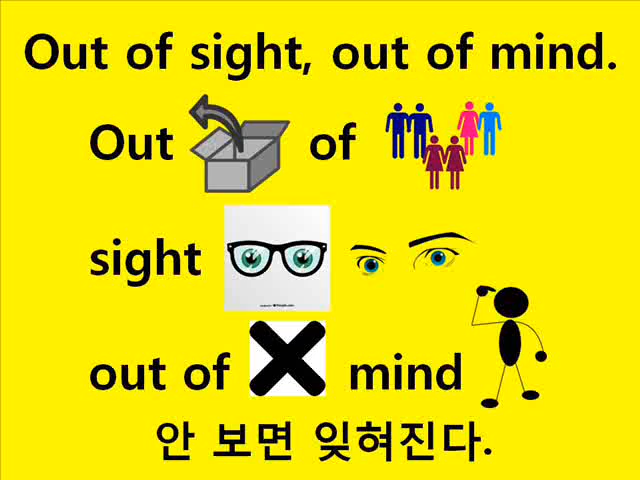 Out of sight, out of mind.
Out of
sight
out of mind
안 보면 잊혀진다.